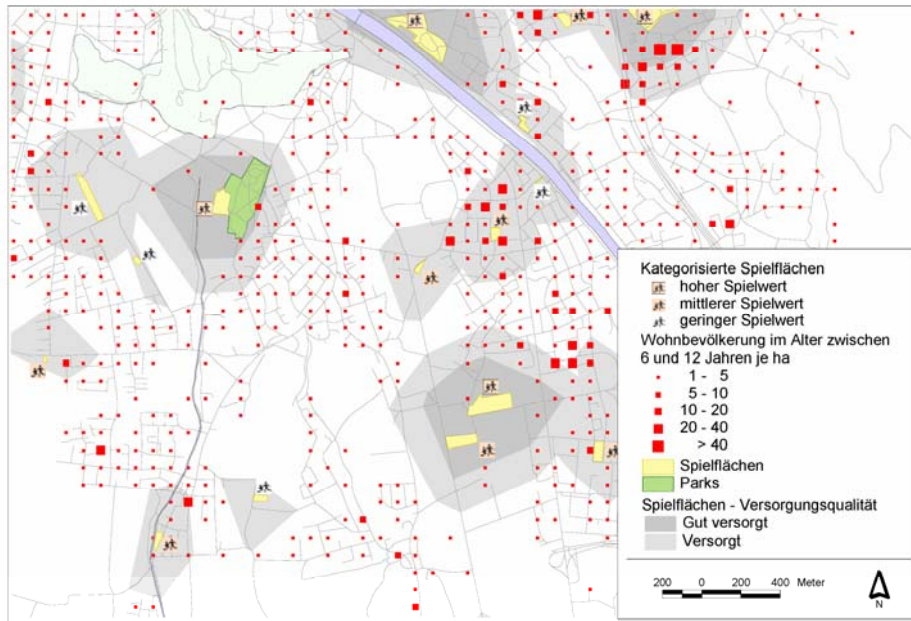 Kategorisierte Spielflächen
hoher Spielwert
mittlerer Spielwert
geringer Spielwert
Wohnbevölkerung im Alter zwischen
6 und 12 Jahren je ha
1 - 5
5 - 10
10 - 20
20 - 40
> 40
Spielflächen
Parks
Spielflächen - Versorgungsqualität
Gut versorgt
Versorgt
200 0 200 400 Meter
N